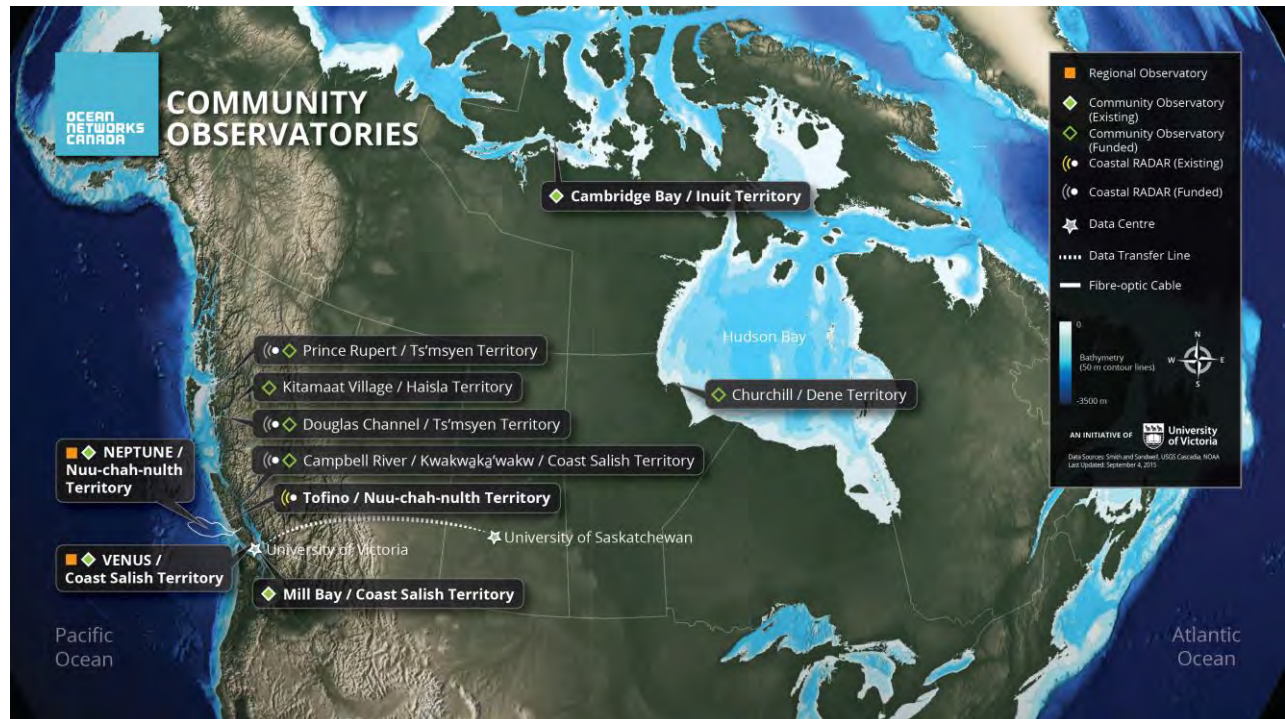 OCEAN
NETWORKS
CANADA
COMMUNITY
OBSERVATORIES
Regional Observatory
Community Observatory
(Existing)
Community Observatory
(Funded)
Coastal RADAR (Existing)
Coastal RADAR (Funded)
Data Centre
Data Transfer Line
Fibre-optic Cable
0
Bathymetry
(50 m contour lines)
-3500 m
N
W
E
S
AN INITIATIVE OF
University
of Victoria
Data Sources: Smith and Sandwell, USGS Cascadia, NOAA
Last Updated: September 4, 2015
Cambridge Bay / Inuit Territory
Hudson Bay
Prince Rupert / Ts'msyen Territory
Kitamaat Village / Haisla Territory
Churchill / Dene Territory
Douglas Channel / Ts'msyen Territory
NEPTUNE /
Nuu-chah-nulth
Territory
Campbell River / Kwakwa̱ka̱'wakw / Coast Salish Territory
Tofino / Nuu-chah-nulth Territory
University of Victoria
University of Saskatchewan
VENUS /
Coast Salish Territory
Mill Bay / Coast Salish Territory
Pacific
Ocean
Atlantic
Ocean